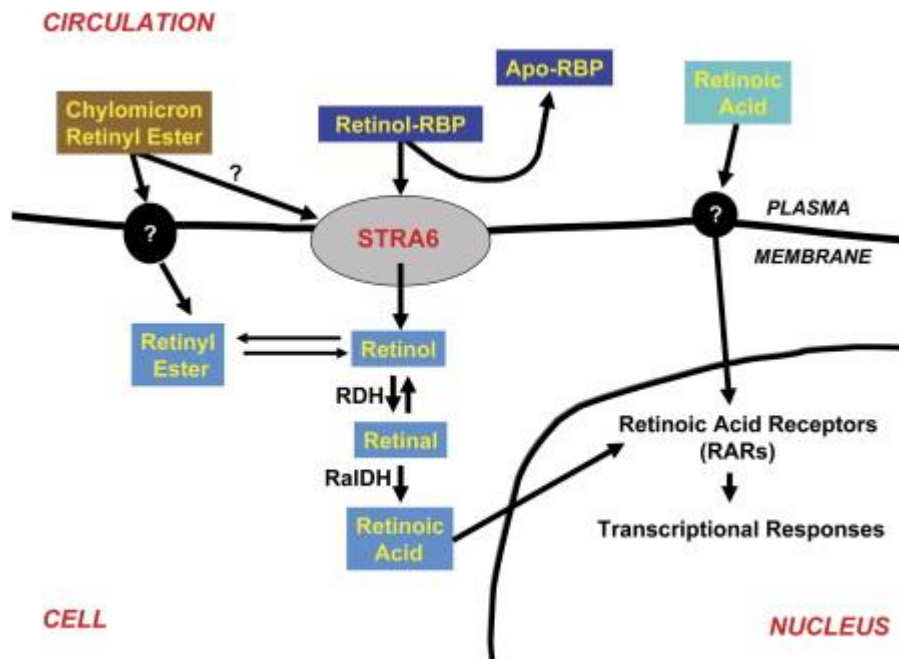 CIRCULATION
Apo-RBP
Chylomicron
Retinyl Ester
Retinol-RBP
Retinoic
Acid
?
?
STRA6
?
PLASMA
MEMBRANE
Retinyl
Ester
Retinol
RDH
Retinal
RalDH
Retinoic
Acid
Retinoic Acid Receptors
(RARs)
Transcriptional Responses
CELL
NUCLEUS